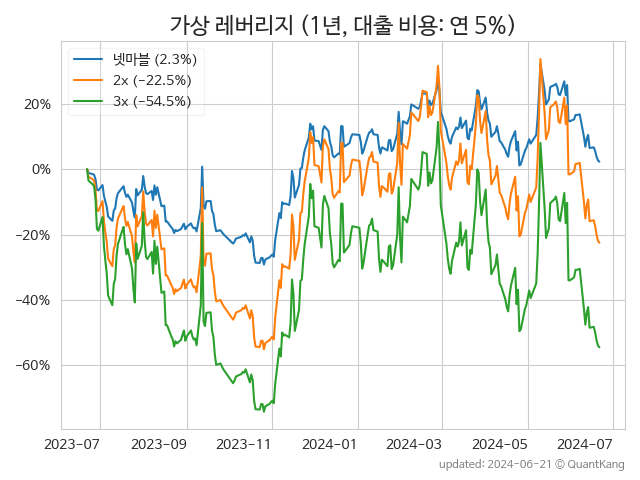 가상 레버리지 (1년, 대출 비용: 연 5%)
넷마블 (2.3%)
2x (−22.5%)
3x (−54.5%)
20%
0%
−20%
−40%
−60%
2023-07 2023-09 2023-11 2024-01 2024-03 2024-05 2024-07
updated: 2024-06-21 © QuantKang